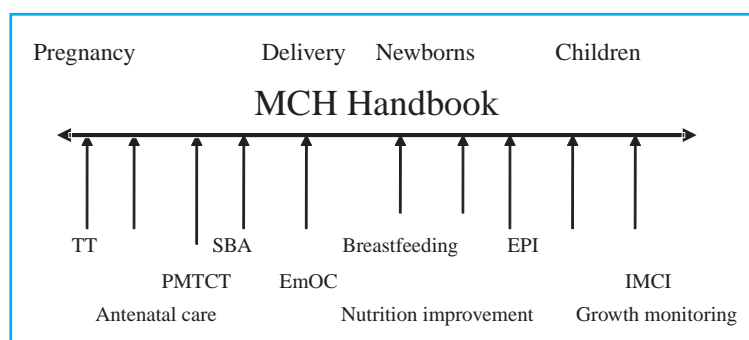 Pregnancy Delivery Newborns Children
MCH Handbook
TT SBA Breastfeeding EPI
PMTCT EmOC IMCI
Antenatal care Nutrition improvement Growth monitoring